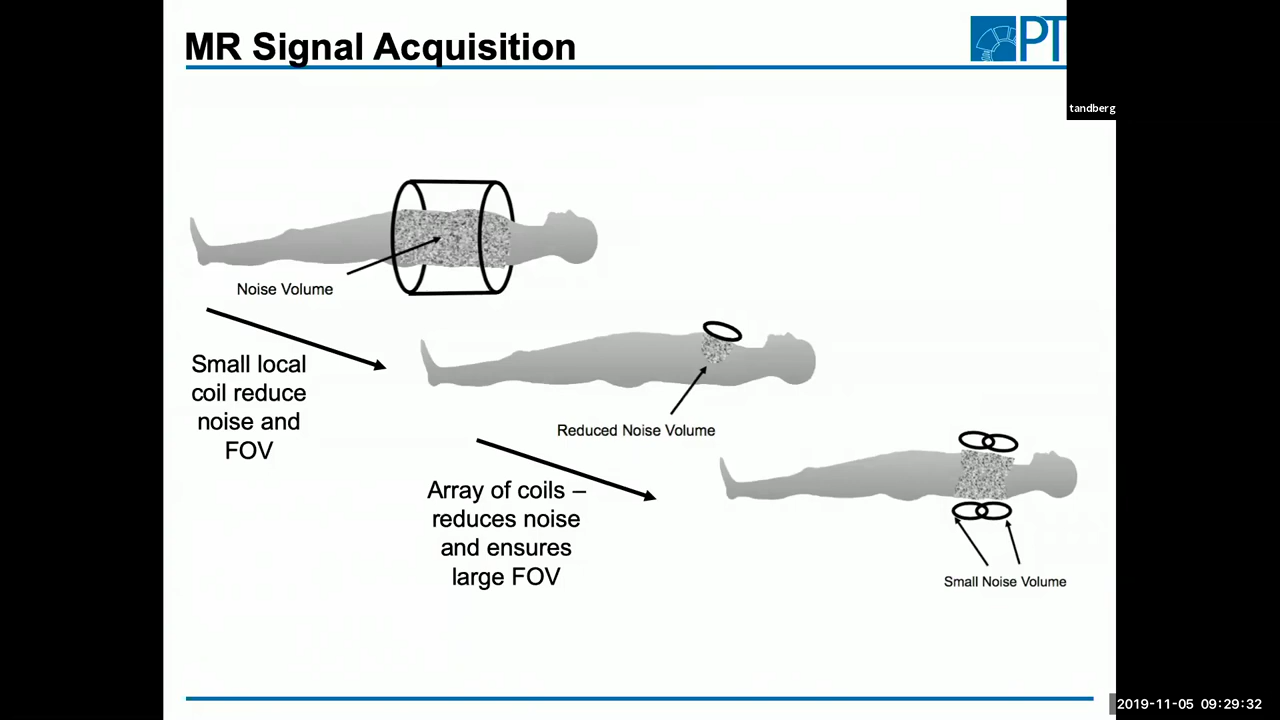 MR Signal Acquisition
PT
tandberg
Noise Volume
Small local
coil reduce
noise and
FOV
Reduced Noise Volume
Array of coils –
reduces noise
and ensures
large FOV
Small Noise Volume
2019-11-05 09:29:32